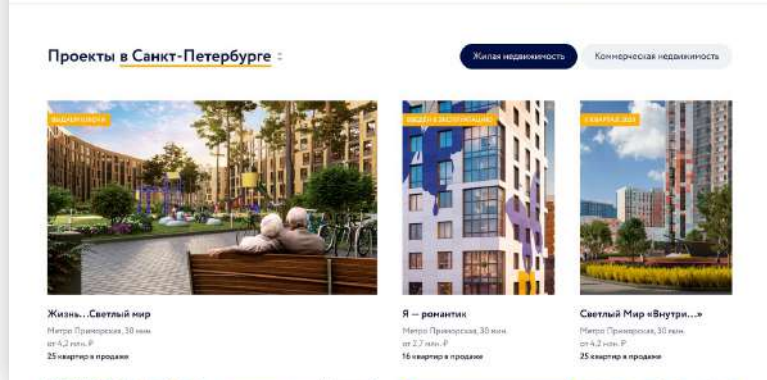 Проекты в Санкт-Петербурге
Жилая недвижимость
Коммерческая недвижимость
ВВЕДЁН В ЭКСПЛУАТАЦИЮ
Жизнь...Светлый мир
Метро Приморская, 30 мин.
от 4,2 млн. ₽
25 квартир в продаже
Я — романтик
Метро Приморская, 30 мин.
от 2,7 млн. ₽
16 квартир в продаже
Светлый Мир «Внутри...»
Метро Приморская, 30 мин.
от 4,2 млн. ₽
25 квартир в продаже